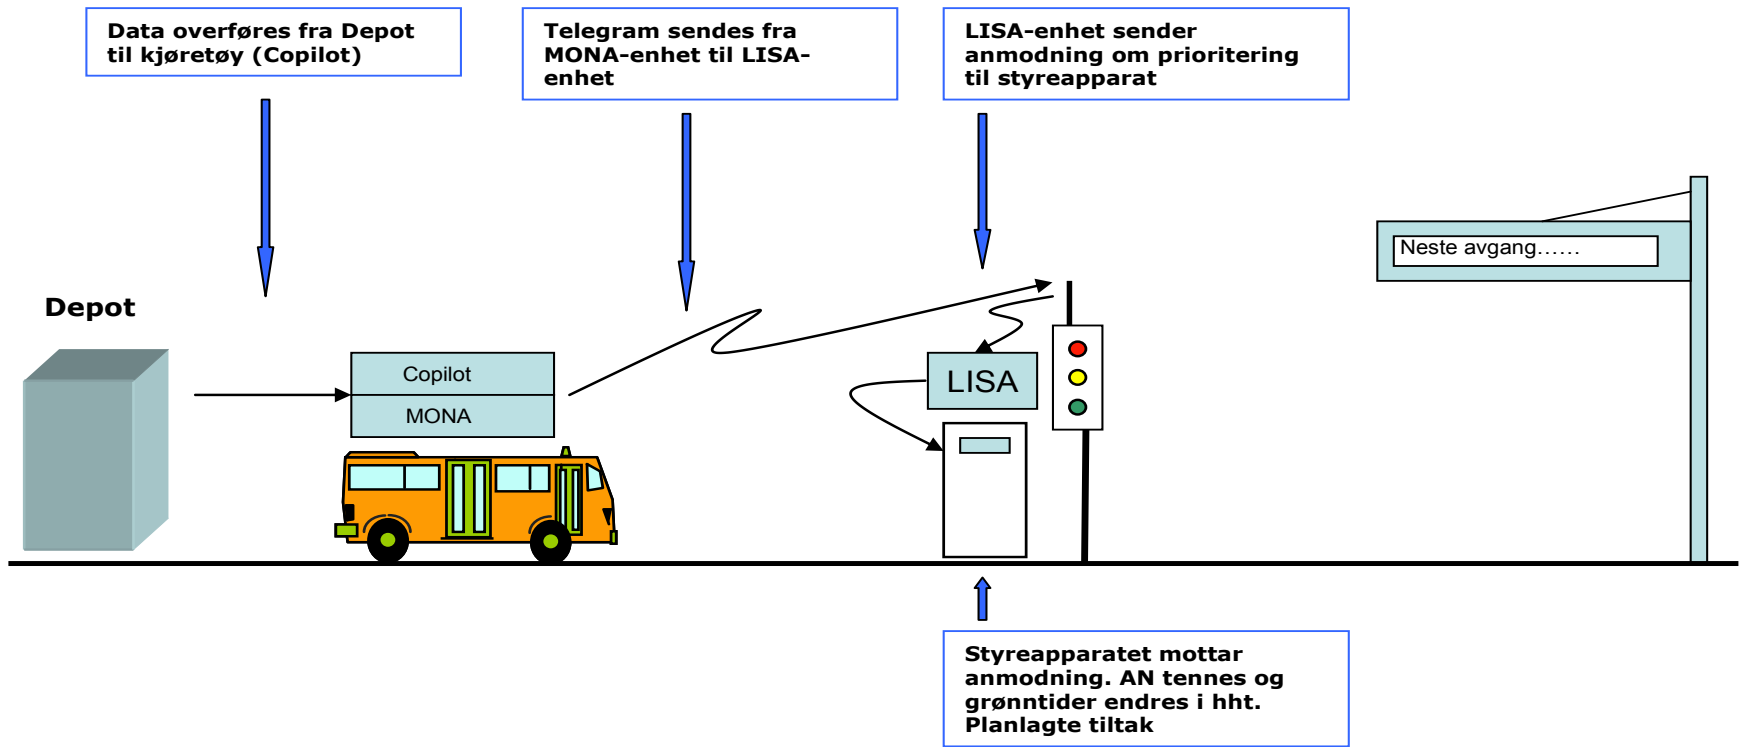 Data overføres fra Depot
til kjøretøy (Copilot)
Telegram sendes fra
MONA-enhet til LISA-
enhet
LISA-enhet sender
anmodning om prioritering
til styreapparat
Neste avgang......
Depot
Copilot
MONA
LISA
Styreapparatet mottar
anmodning. AN tennes og
grønntider endres i hht.
Planlagte tiltak